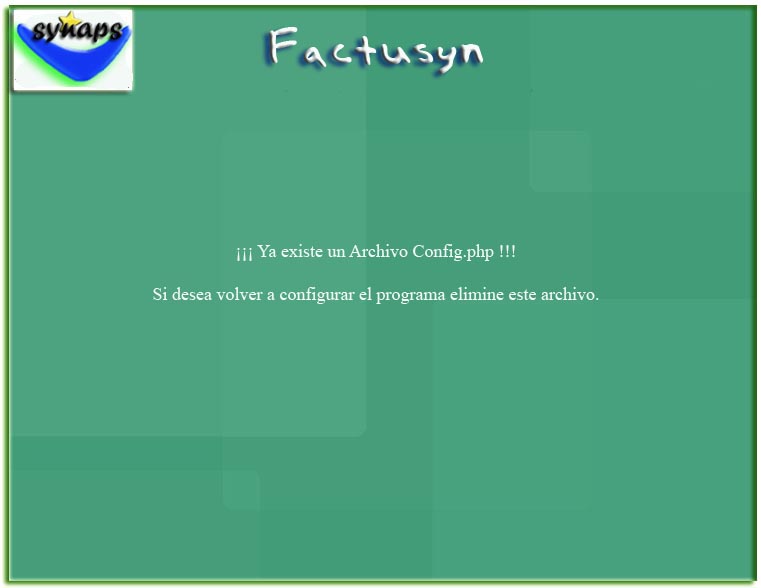 synaps
Factusyn
¡¡¡ Ya existe un Archivo Config.php !!!
Si desea volver a configurar el programa elimine este archivo.